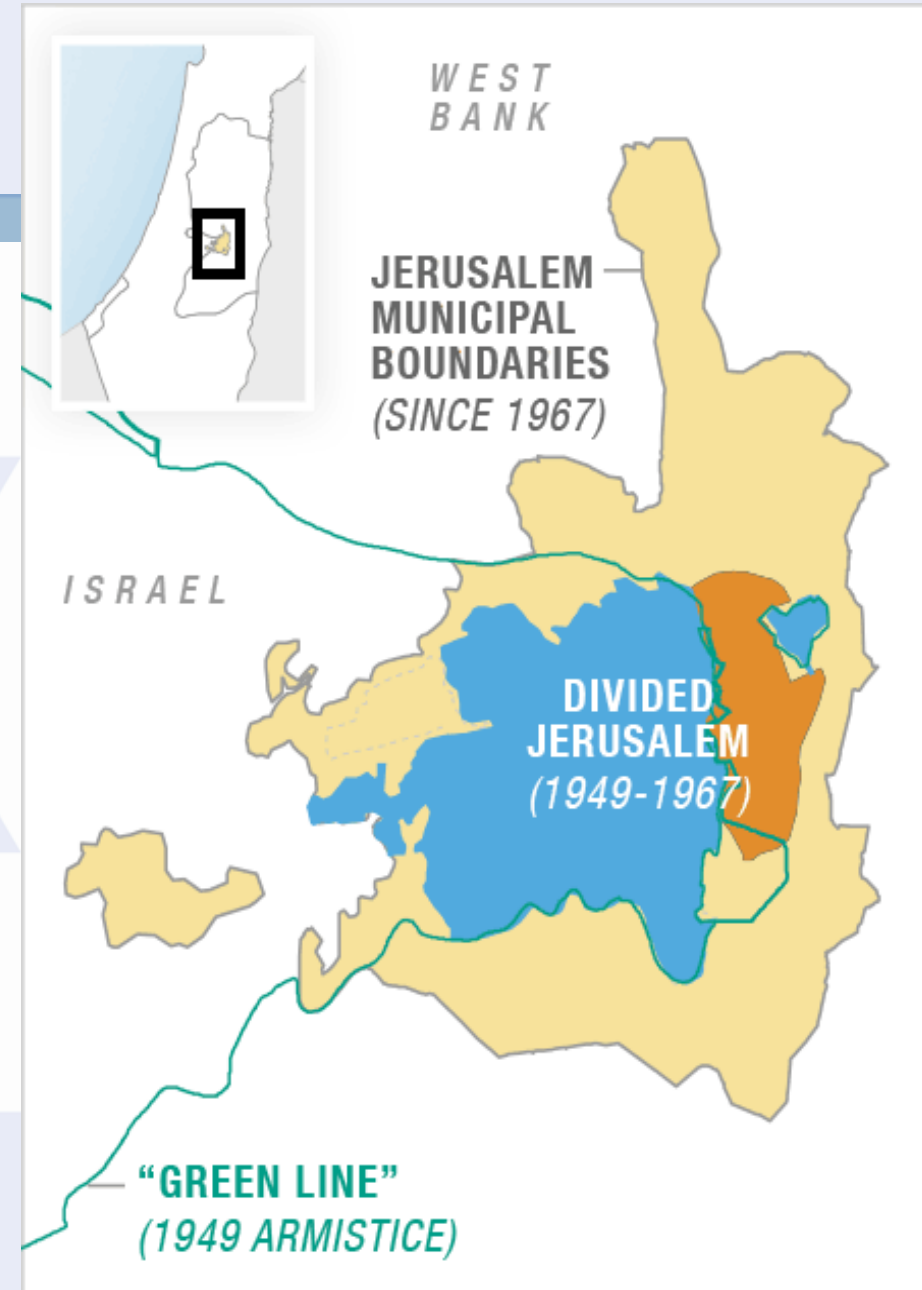 WEST
BANK
JERUSALEM
MUNICIPAL
BOUNDARIES
(SINCE 1967)
ISRAEL
DIVIDED
JERUSALEM
(1949-1967)
“GREEN LINE”
(1949 ARMISTICE)